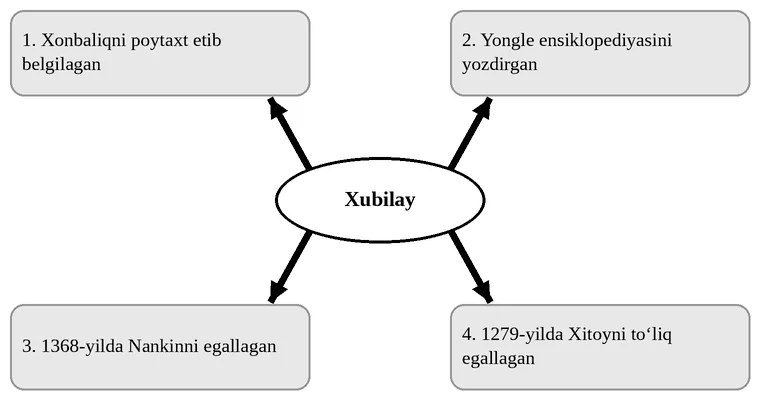 1. Xonbaliqni poytaxt etib
belgilagan
2. Yongle ensiklopediyasini
yozdirgan
Xubilay
3. 1368-yilda Nankinni egallagan
4. 1279-yilda Xitoyni to‘liq
egallagan